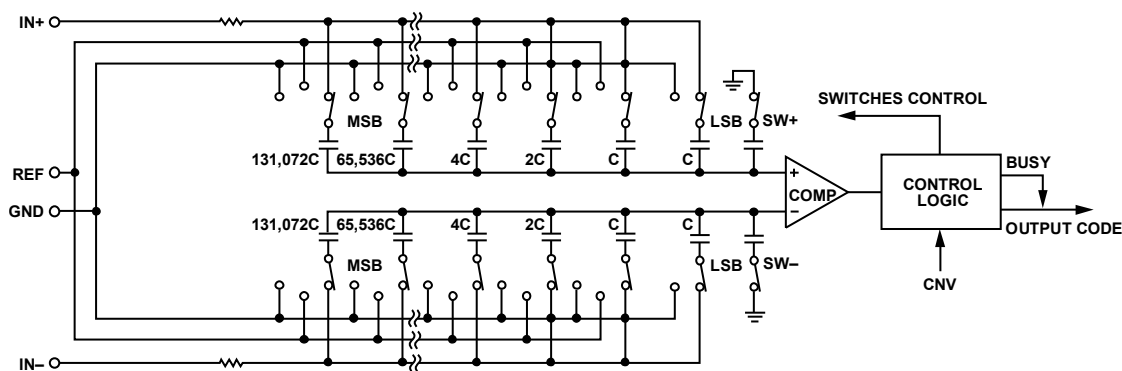 IN+
SWITCHES CONTROL
MSB
LSB
SW+
131,072C
65,536C
4C
2C
C
C
BUSY
REF
+
COMP
−
CONTROL
LOGIC
GND
OUTPUT CODE
131,072C
65,536C
4C
2C
C
C
MSB
LSB
SW−
CNV
IN−